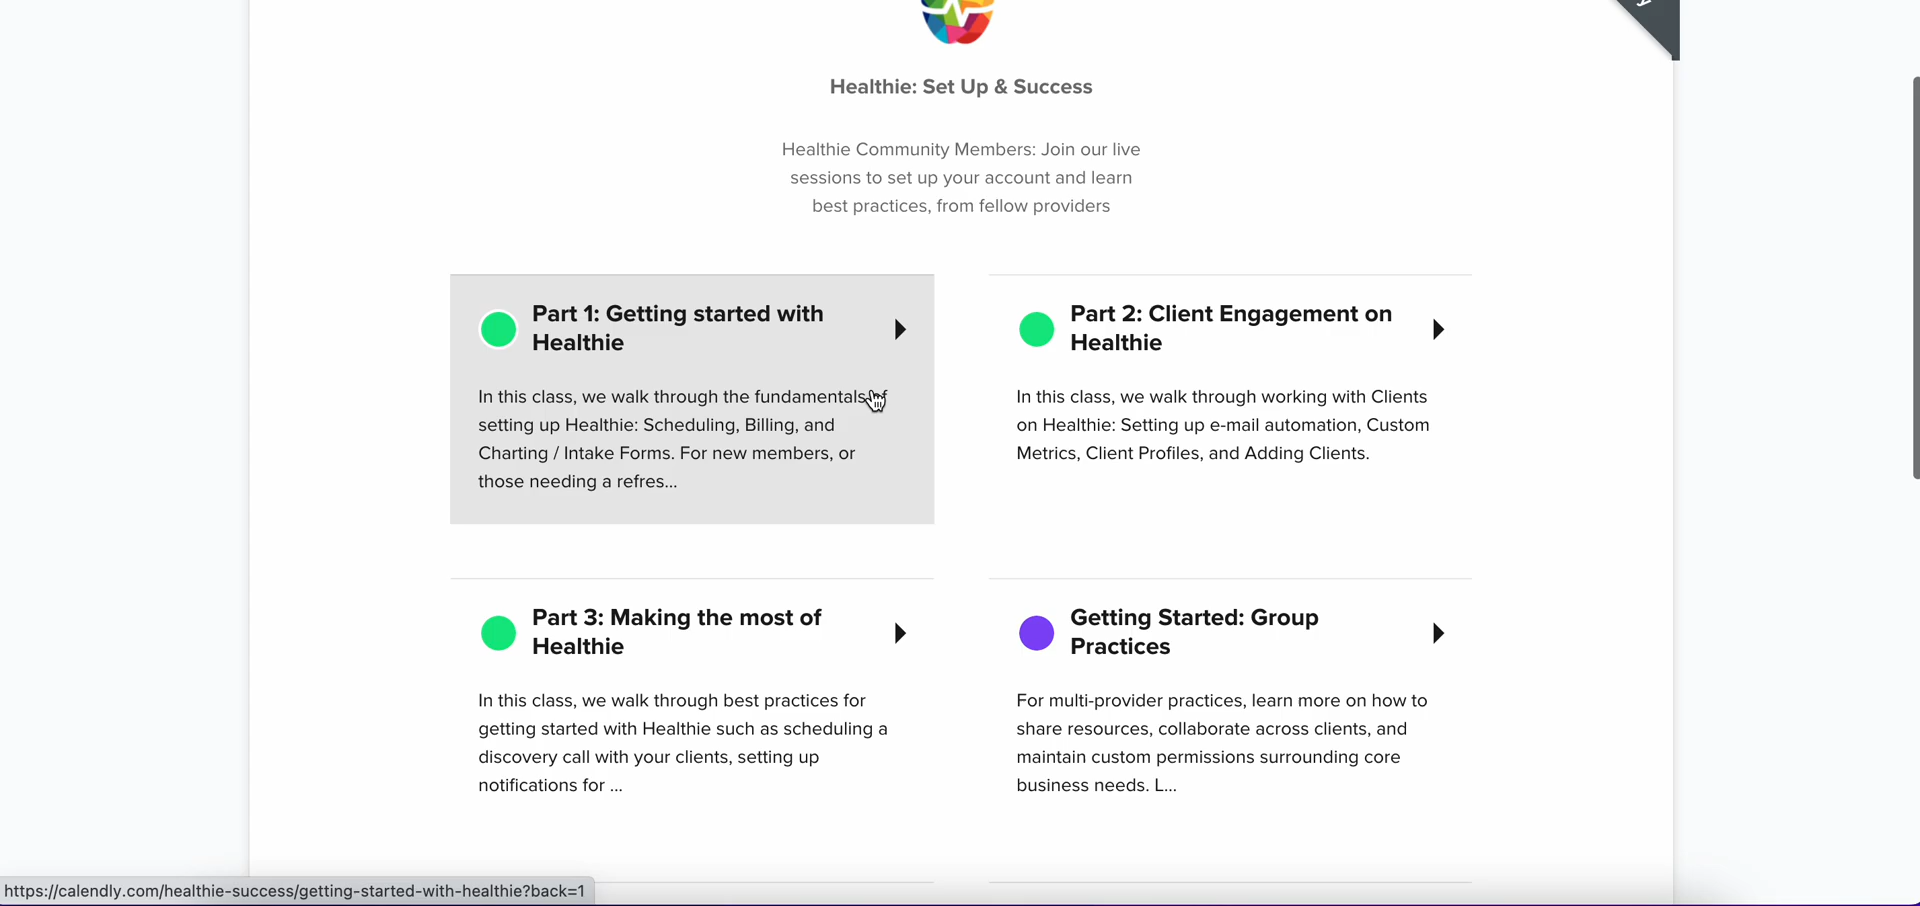 Healthie: Set Up & Success
Healthie Community Members: Join our live
sessions to set up your account and learn
best practices, from fellow providers
Part 1: Getting started with
Healthie
In this class, we walk through the fundamentals of
setting up Healthie: Scheduling, Billing, and
Charting / Intake Forms. For new members, or
those needing a refres...
Part 2: Client Engagement on
Healthie
In this class, we walk through working with Clients
on Healthie: Setting up e-mail automation, Custom
Metrics, Client Profiles, and Adding Clients.
Part 3: Making the most of
Healthie
In this class, we walk through best practices for
getting started with Healthie such as scheduling a
discovery call with your clients, setting up
notifications for ...
Getting Started: Group
Practices
For multi-provider practices, learn more on how to
share resources, collaborate across clients, and
maintain custom permissions surrounding core
business needs. L...
https://calendly.com/healthie-success/getting-started-with-healthie?back=1